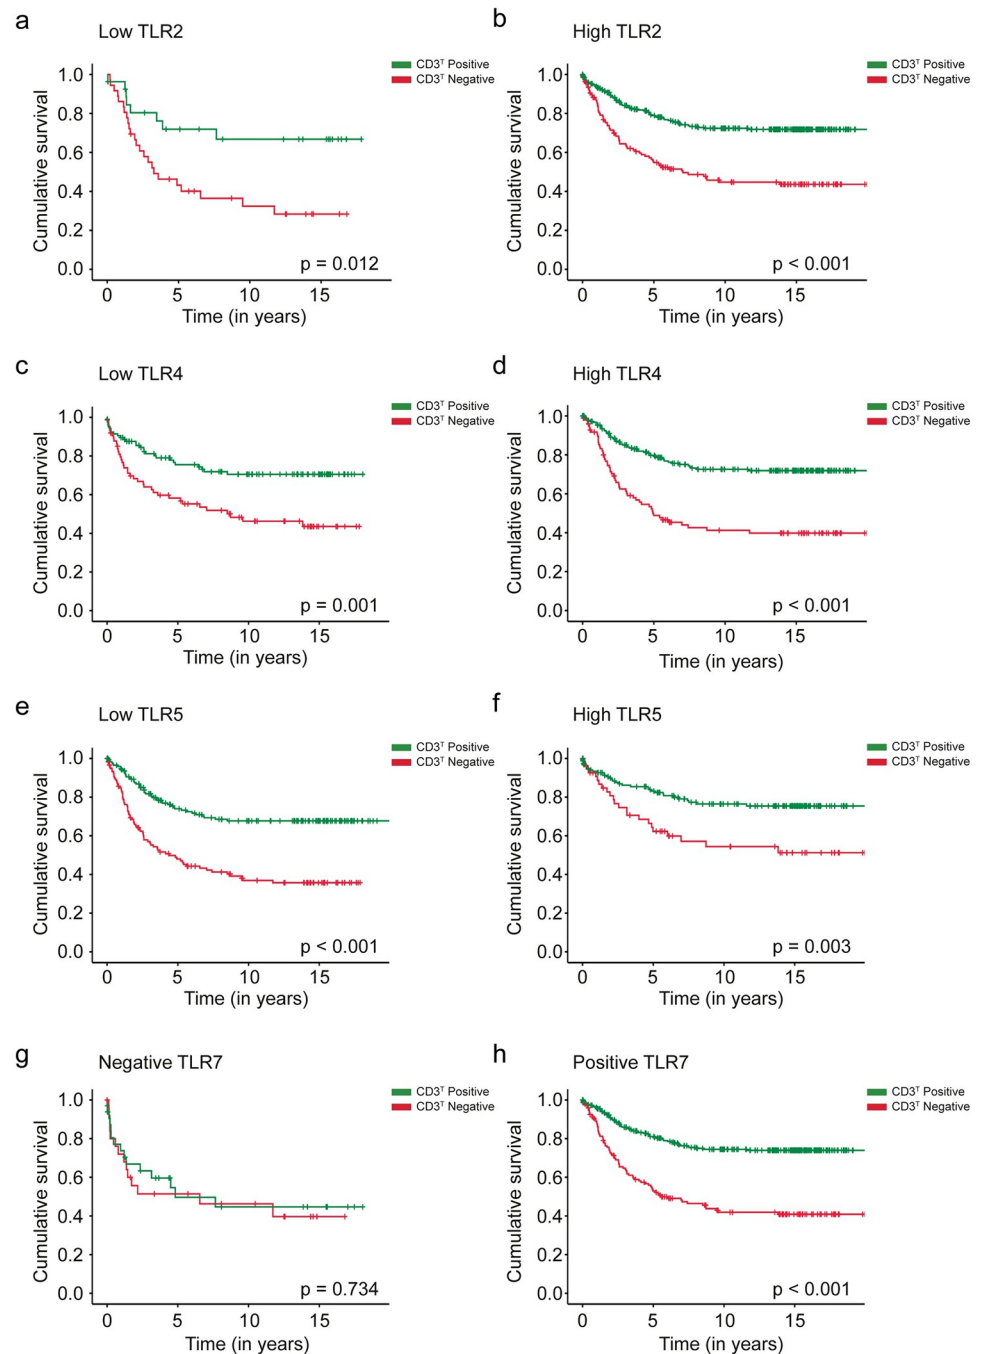 a
Low TLR2
CD3ᵀ Positive
CD3ᵀ Negative
1.0
0.8
0.6
0.4
0.2
0.0
Cumulative survival
p = 0.012
0 5 10 15
Time (in years)
b
High TLR2
CD3ᵀ Positive
CD3ᵀ Negative
1.0
0.8
0.6
0.4
0.2
0.0
Cumulative survival
p < 0.001
0 5 10 15
Time (in years)
c
Low TLR4
CD3ᵀ Positive
CD3ᵀ Negative
1.0
0.8
0.6
0.4
0.2
0.0
Cumulative survival
p = 0.001
0 5 10 15
Time (in years)
d
High TLR4
CD3ᵀ Positive
CD3ᵀ Negative
1.0
0.8
0.6
0.4
0.2
0.0
Cumulative survival
p < 0.001
0 5 10 15
Time (in years)
e
Low TLR5
CD3ᵀ Positive
CD3ᵀ Negative
1.0
0.8
0.6
0.4
0.2
0.0
Cumulative survival
p < 0.001
0 5 10 15
Time (in years)
f
High TLR5
CD3ᵀ Positive
CD3ᵀ Negative
1.0
0.8
0.6
0.4
0.2
0.0
Cumulative survival
p = 0.003
0 5 10 15
Time (in years)
g
Negative TLR7
CD3ᵀ Positive
CD3ᵀ Negative
1.0
0.8
0.6
0.4
0.2
0.0
Cumulative survival
p = 0.734
0 5 10 15
Time (in years)
h
Positive TLR7
CD3ᵀ Positive
CD3ᵀ Negative
1.0
0.8
0.6
0.4
0.2
0.0
Cumulative survival
p < 0.001
0 5 10 15
Time (in years)